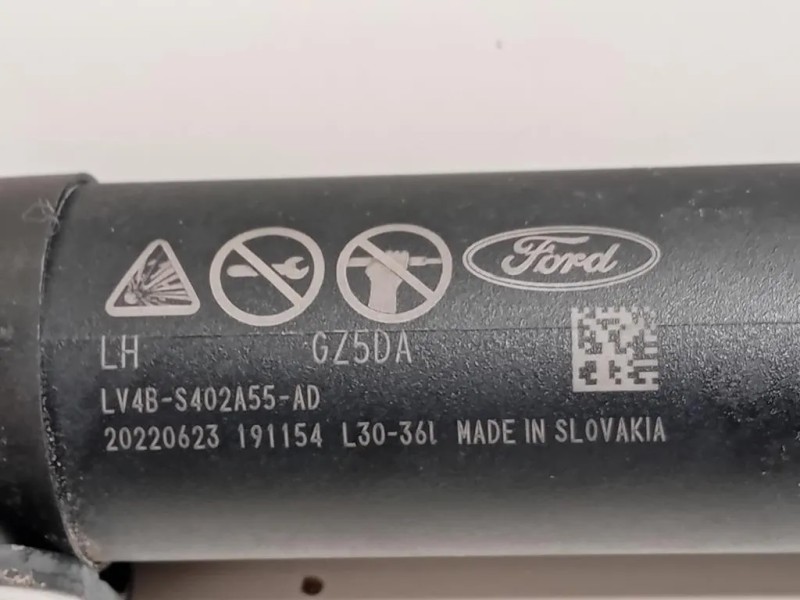 Ford
LH GZ5DA
LV4B-S402A55-AD
20220623 191154 L30-36l MADE IN SLOVAKIA